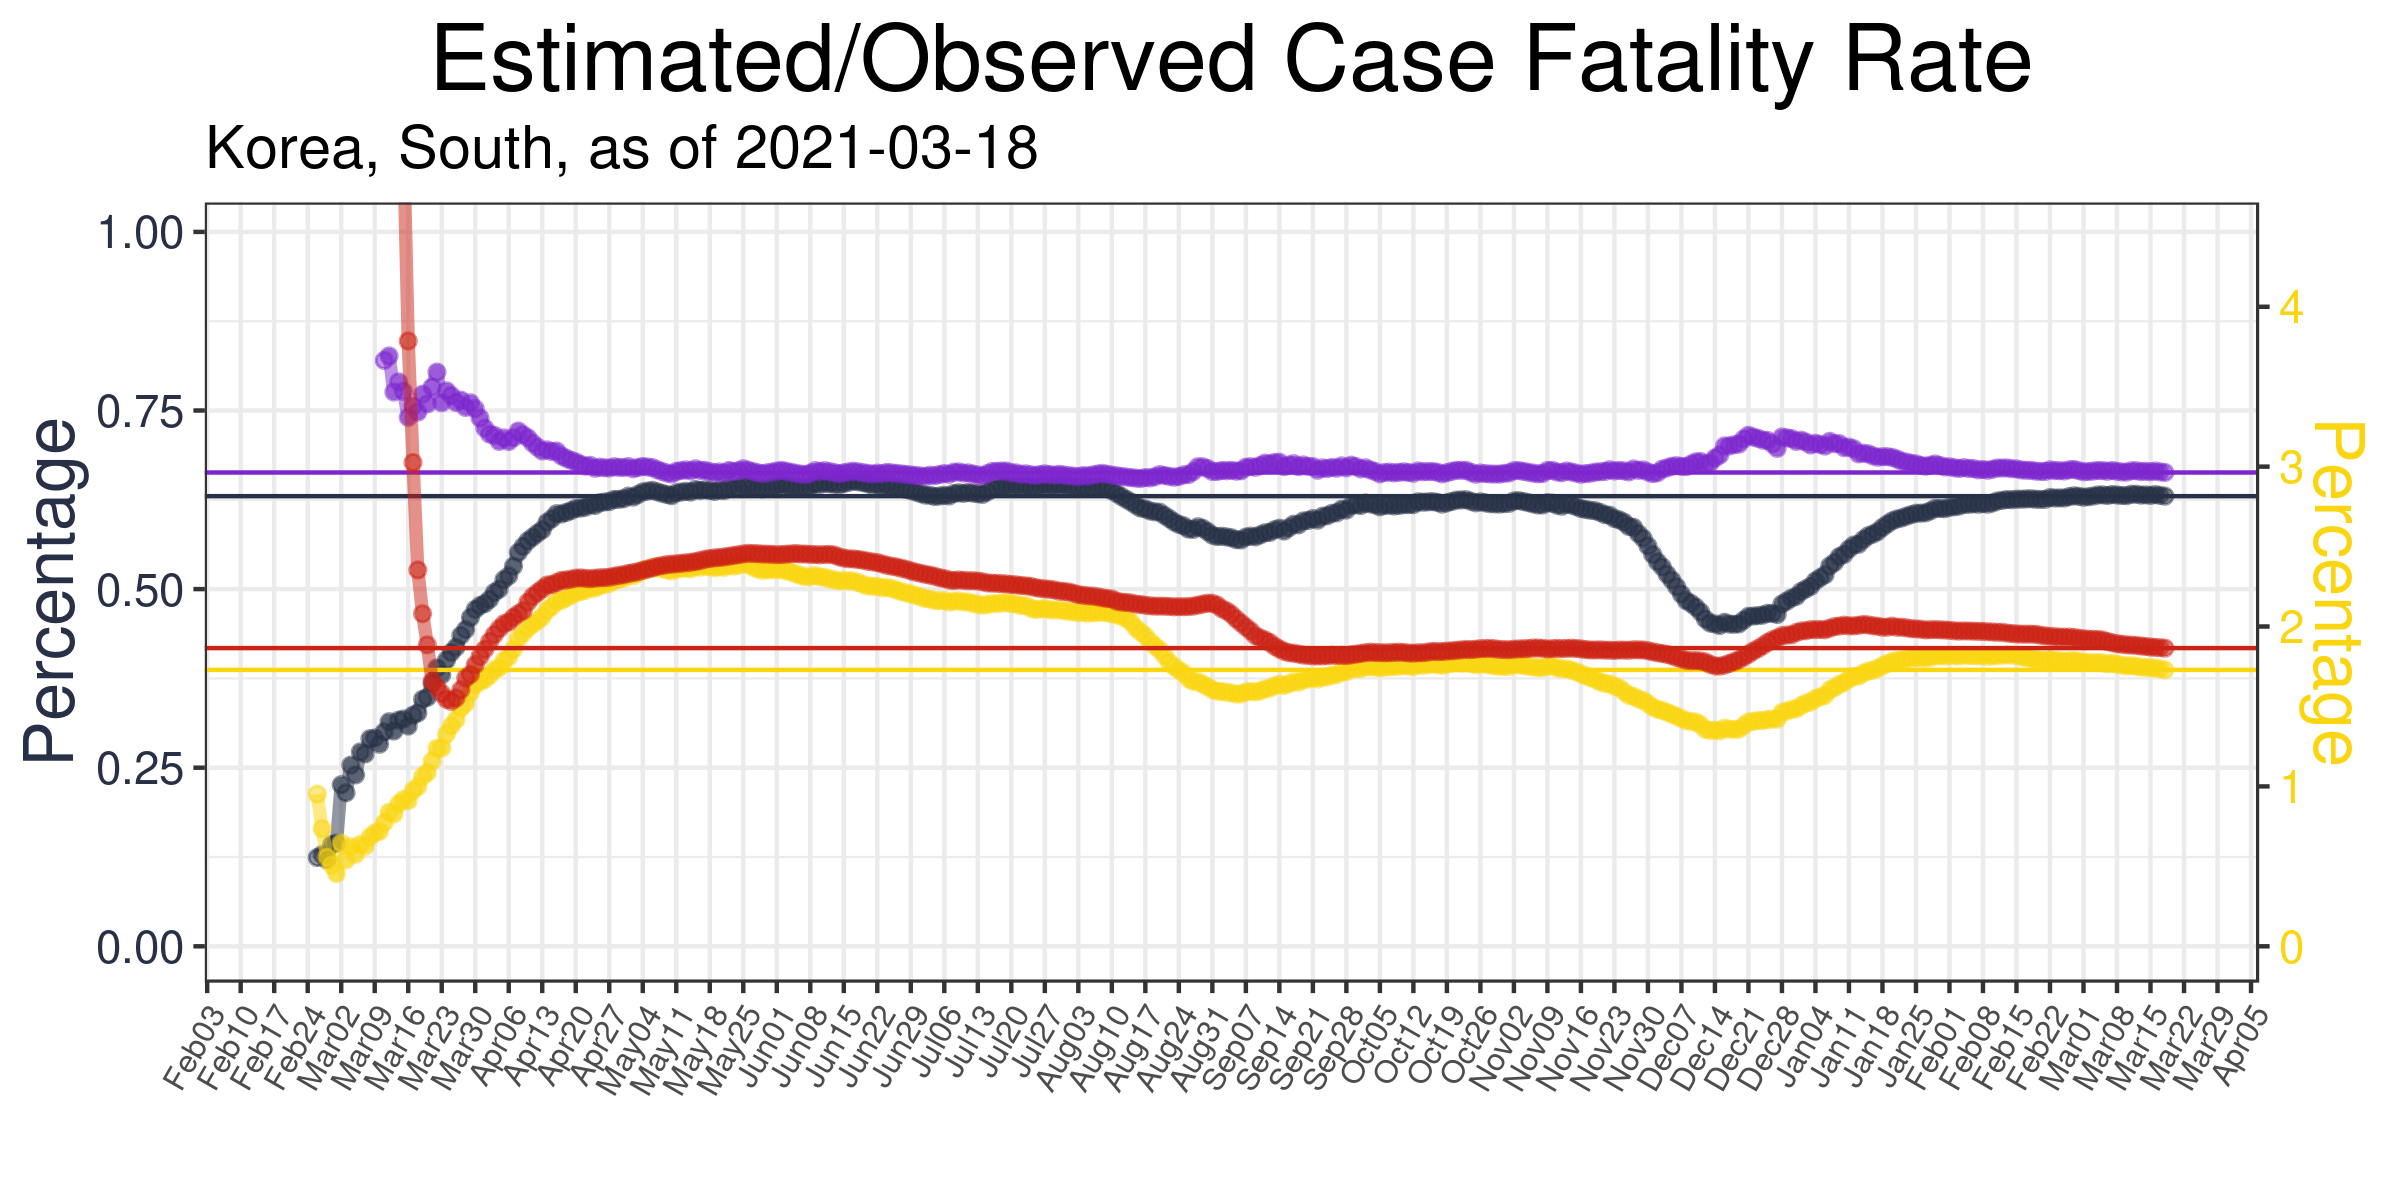 Estimated/Observed Case Fatality Rate
Korea, South, as of 2021-03-18
Percentage
1.00
0.75
0.50
0.25
0.00
4
3
2
1
0
Percentage
Feb03 Feb10 Feb17 Feb24 Mar02 Mar09 Mar16 Mar23 Mar30 Apr06 Apr13 Apr20 Apr27 May04 May11 May18 May25 Jun01 Jun08 Jun15 Jun22 Jun29 Jul06 Jul13 Jul20 Jul27 Aug03 Aug10 Aug17 Aug24 Aug31 Sep07 Sep14 Sep21 Sep28 Oct05 Oct12 Oct19 Oct26 Nov02 Nov09 Nov16 Nov23 Nov30 Dec07 Dec14 Dec21 Dec28 Jan04 Jan11 Jan18 Jan25 Feb01 Feb08 Feb15 Feb22 Mar01 Mar08 Mar15 Mar22 Mar29 Apr05